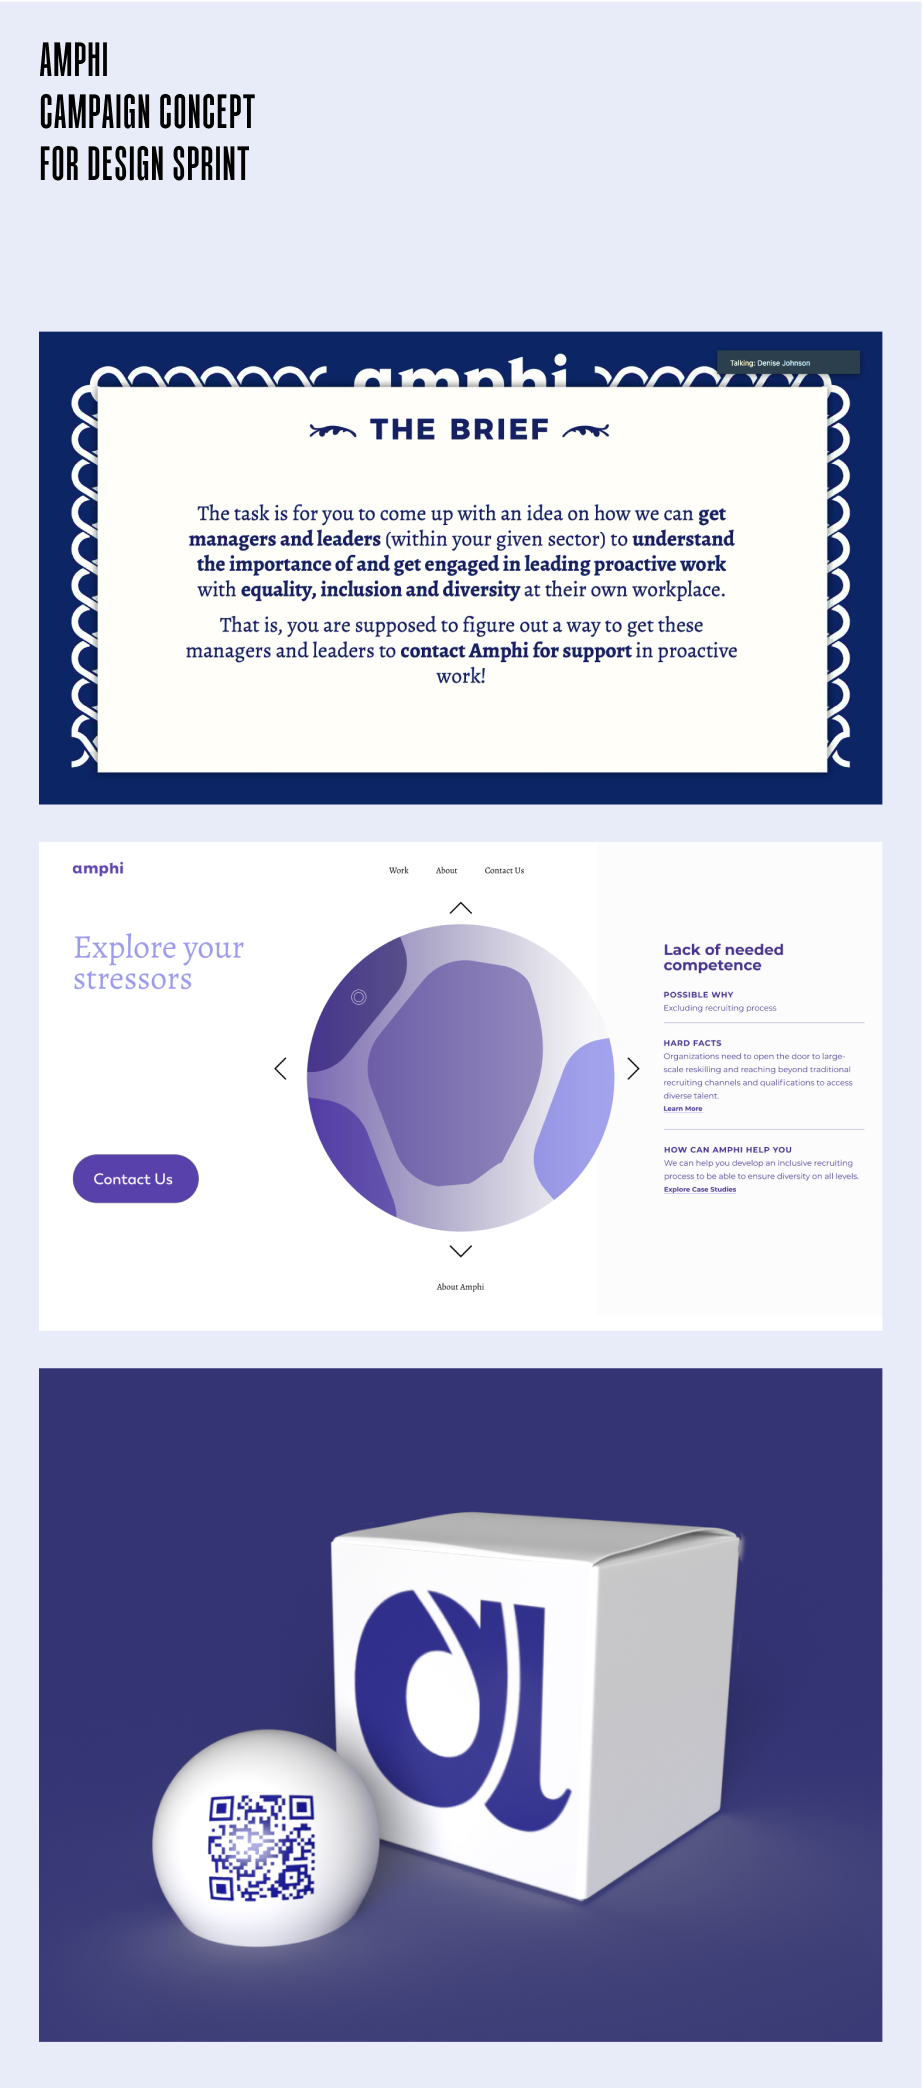 AMPHI
CAMPAIGN CONCEPT
FOR DESIGN SPRINT
amphi
Talking: Denise Johnson
THE BRIEF
The task is for you to come up with an idea on how we can get
managers and leaders (within your given sector) to understand
the importance of and get engaged in leading proactive work
with equality, inclusion and diversity at their own workplace.
That is, you are supposed to figure out a way to get these
managers and leaders to contact Amphi for support in proactive
work!
amphi
Work About Contact Us
Explore your
stressors
Contact Us
Lack of needed
competence
POSSIBLE WHY
Excluding recruiting process
HARD FACTS
Organizations need to open the door to large-
scale reskilling and reaching beyond traditional
recruiting channels and qualifications to access
diverse talent.
Learn More
HOW CAN AMPHI HELP YOU
We can help you develop an inclusive recruiting
process to be able to ensure diversity on all levels.
Explore Case Studies
About Amphi
a